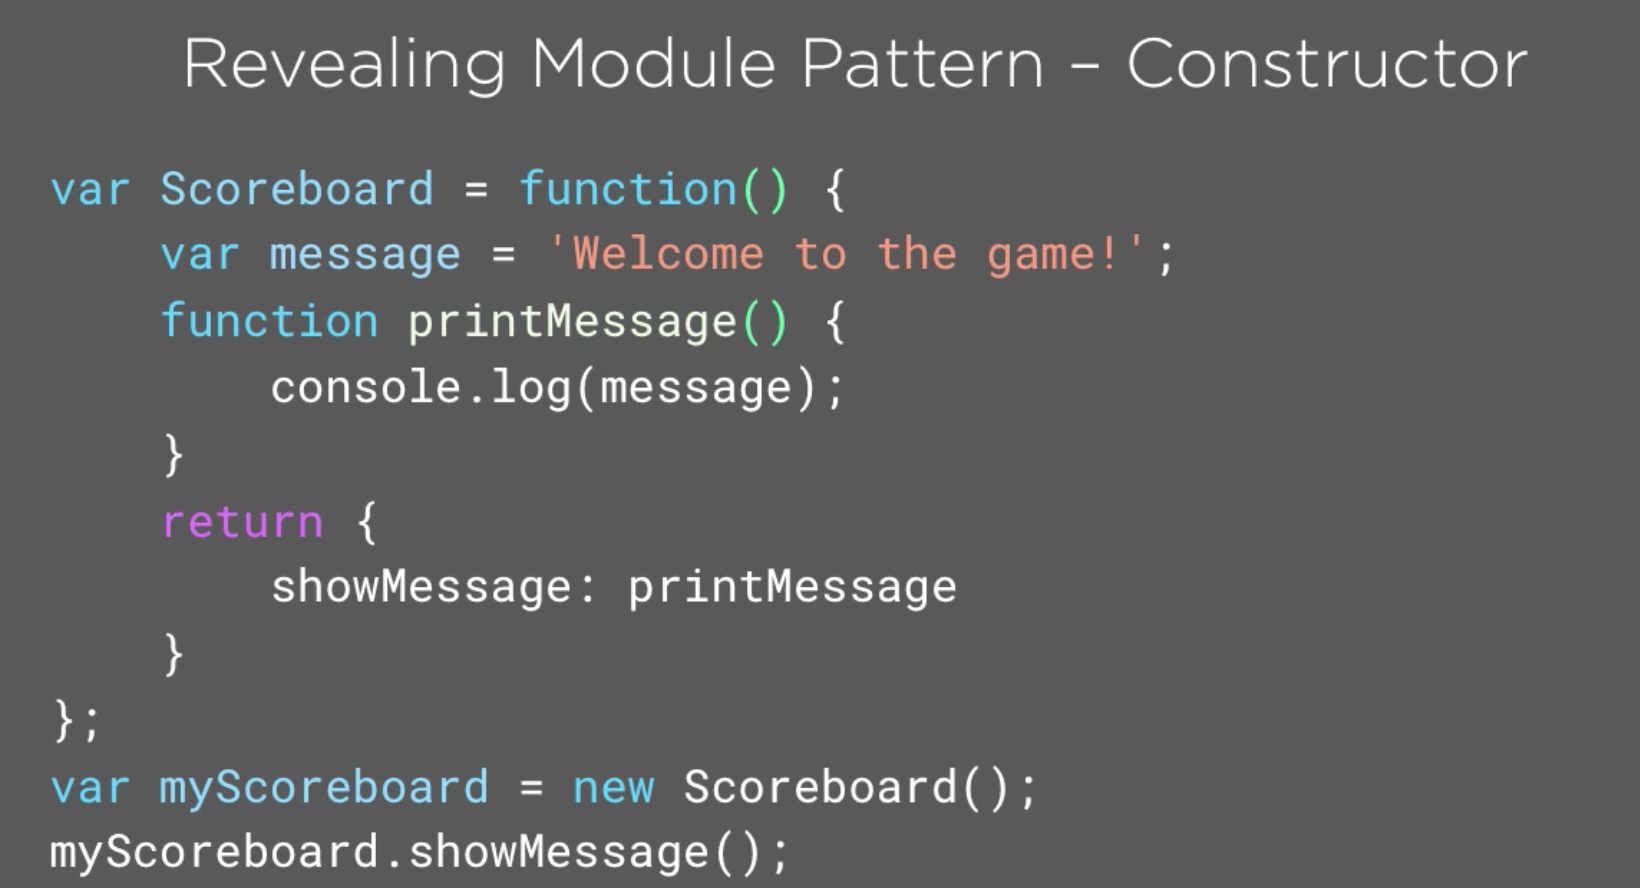 Revealing Module Pattern – Constructor
var Scoreboard = function() {
    var message = 'Welcome to the game!';
    function printMessage() {
        console.log(message);
    }
    return {
        showMessage: printMessage
    }
};
var myScoreboard = new Scoreboard();
myScoreboard.showMessage();